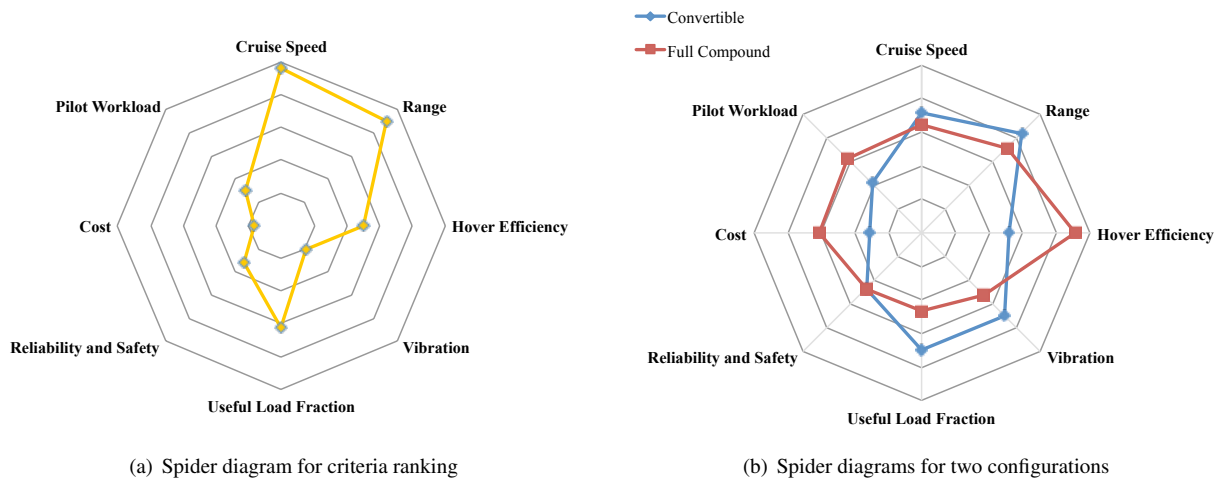 Cruise Speed
Pilot Workload
Range
Cost
Hover Efficiency
Reliability and Safety
Vibration
Useful Load Fraction
(a) Spider diagram for criteria ranking
Convertible
Full Compound
Cruise Speed
Pilot Workload
Range
Cost
Hover Efficiency
Reliability and Safety
Vibration
Useful Load Fraction
(b) Spider diagrams for two configurations